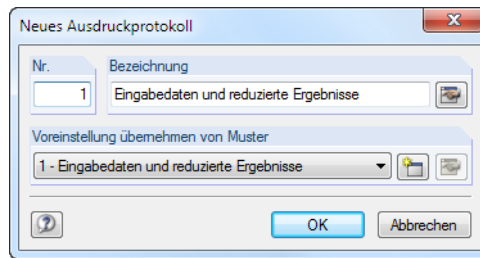 Neues Ausdruckprotokoll
Nr.
Bezeichnung
1
Eingabedaten und reduzierte Ergebnisse
Voreinstellung übernehmen von Muster
1 - Eingabedaten und reduzierte Ergebnisse
OK
Abbrechen